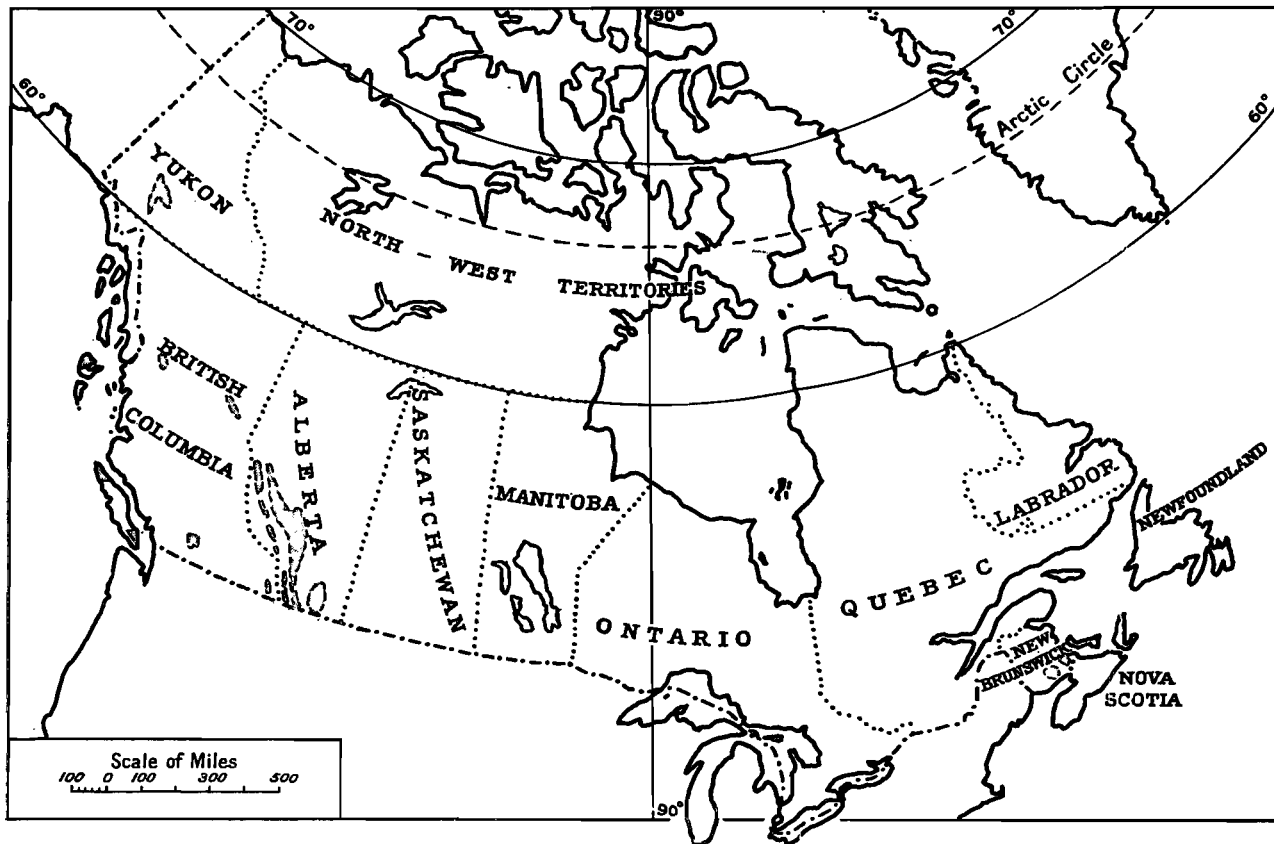 70°
90°
70°
60°
Arctic Circle
60°
YUKON
NORTH - WEST TERRITORIES
BRITISH
COLUMBIA
ALBERTA
SASKATCHEWAN
MANITOBA
ONTARIO
QUEBEC
LABRADOR
NEWFOUNDLAND
NEW
BRUNSWICK
NOVA
SCOTIA
Scale of Miles
100 0 100 300 500
90°